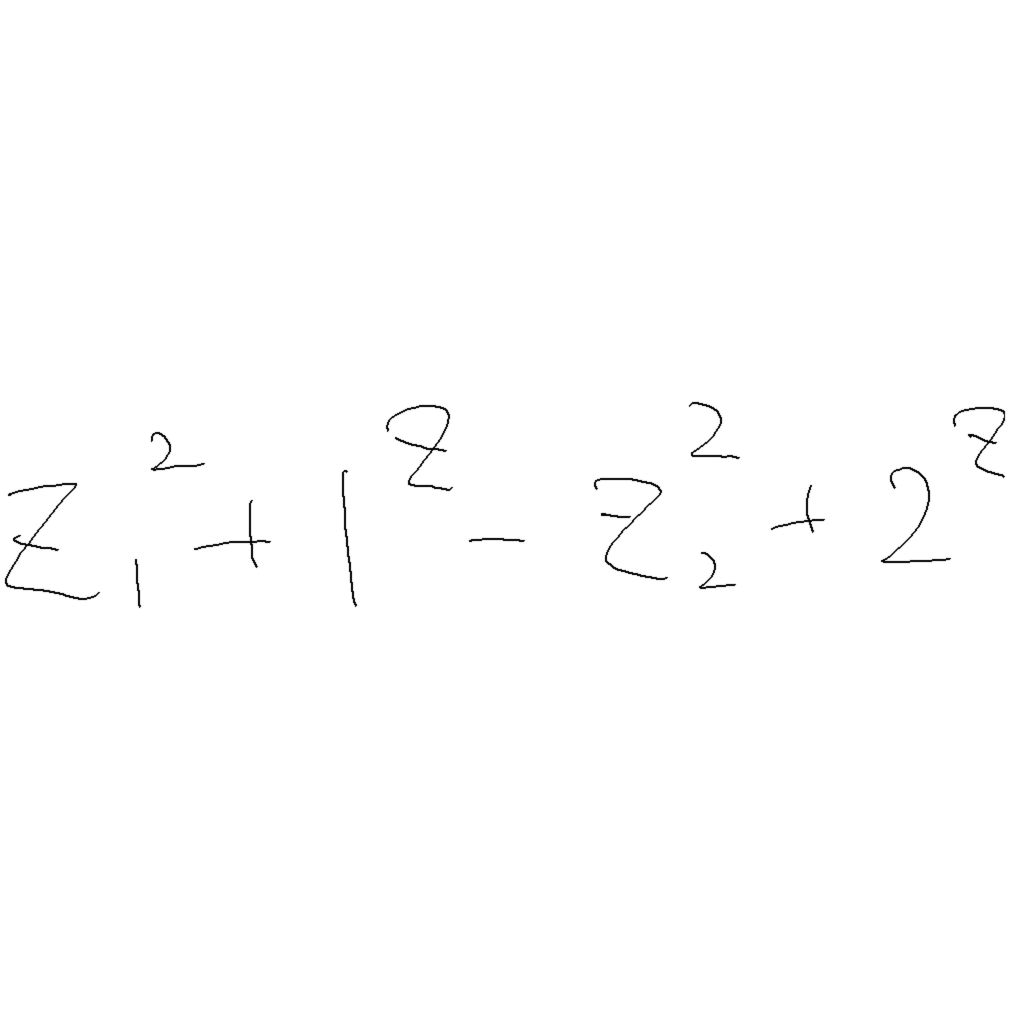 z_1^2 + 1^z - z_2^2 + 2^z